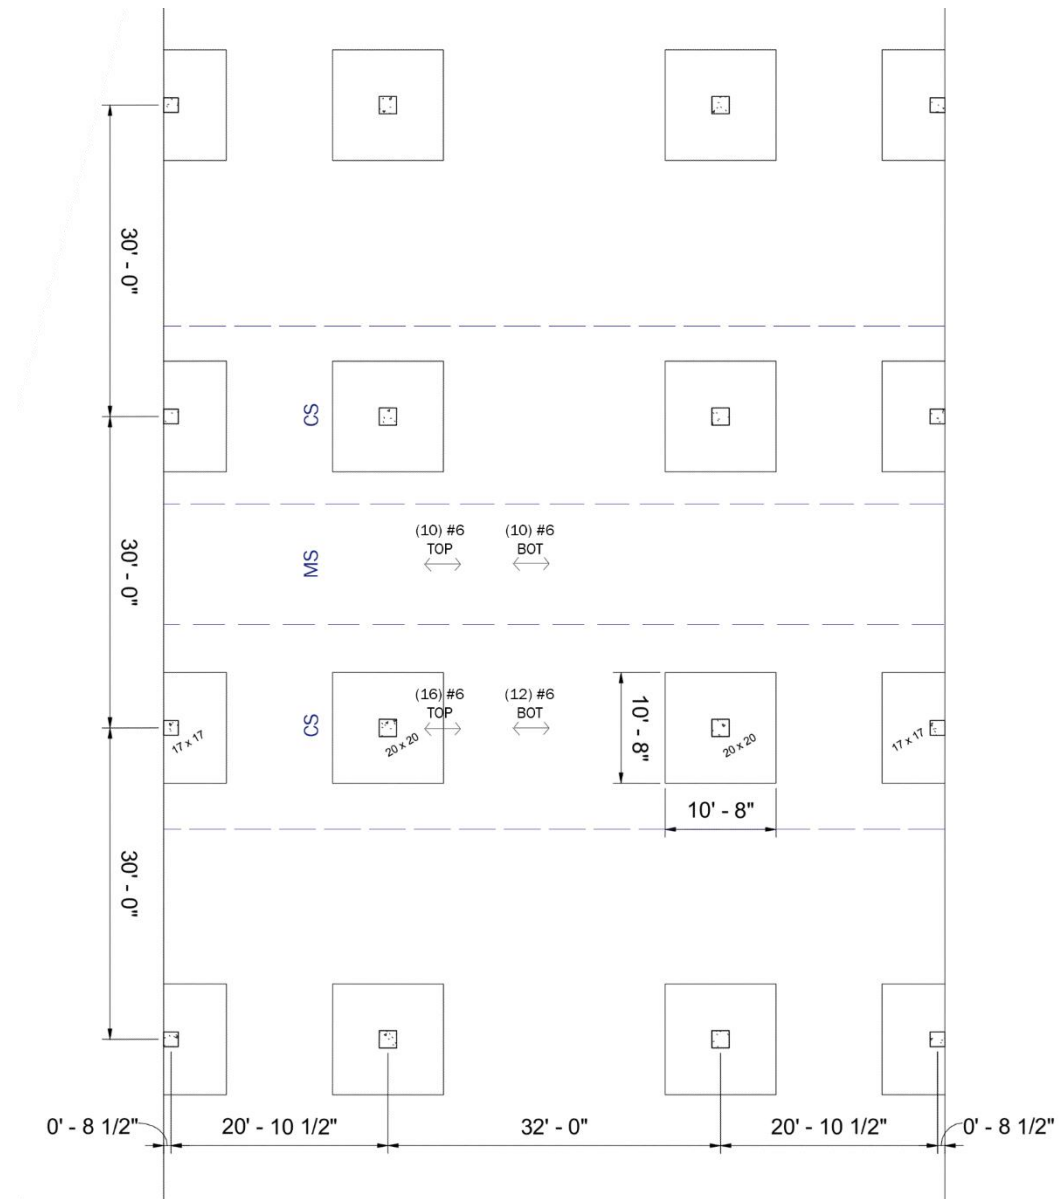 30' - 0"
CS
(10) #6
TOP
(10) #6
BOT
MS
30' - 0"
(16) #6
TOP
(12) #6
BOT
CS
10' - 8"
17 x 17
20 x 20
20 x 20
17 x 17
10' - 8"
30' - 0"
0' - 8 1/2"
20' - 10 1/2"
32' - 0"
20' - 10 1/2"
0' - 8 1/2"